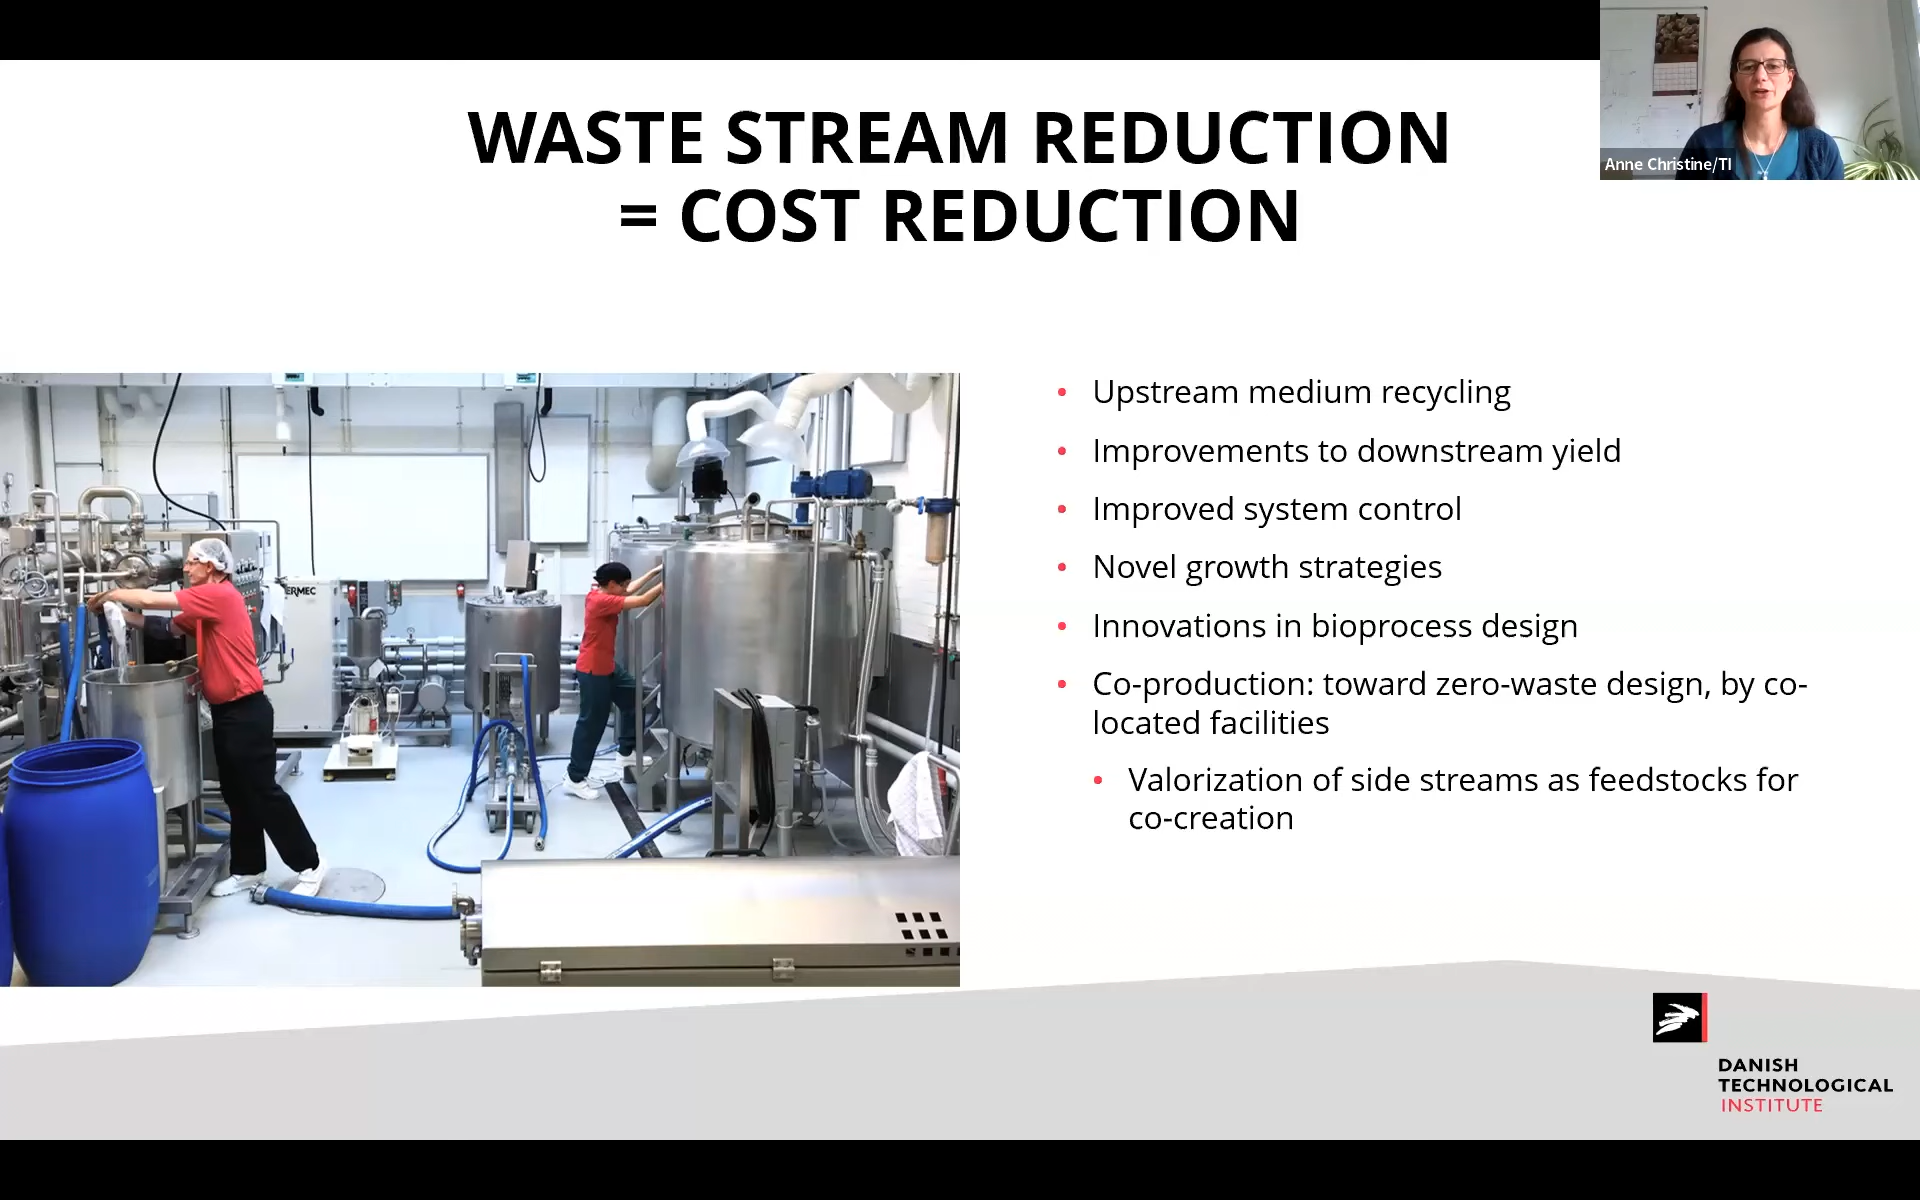 WASTE STREAM REDUCTION
= COST REDUCTION
Anne Christine/TI
• Upstream medium recycling
• Improvements to downstream yield
• Improved system control
• Novel growth strategies
• Innovations in bioprocess design
• Co-production: toward zero-waste design, by co-
located facilities
• Valorization of side streams as feedstocks for
co-creation
ERMEC
DANISH
TECHNOLOGICAL
INSTITUTE